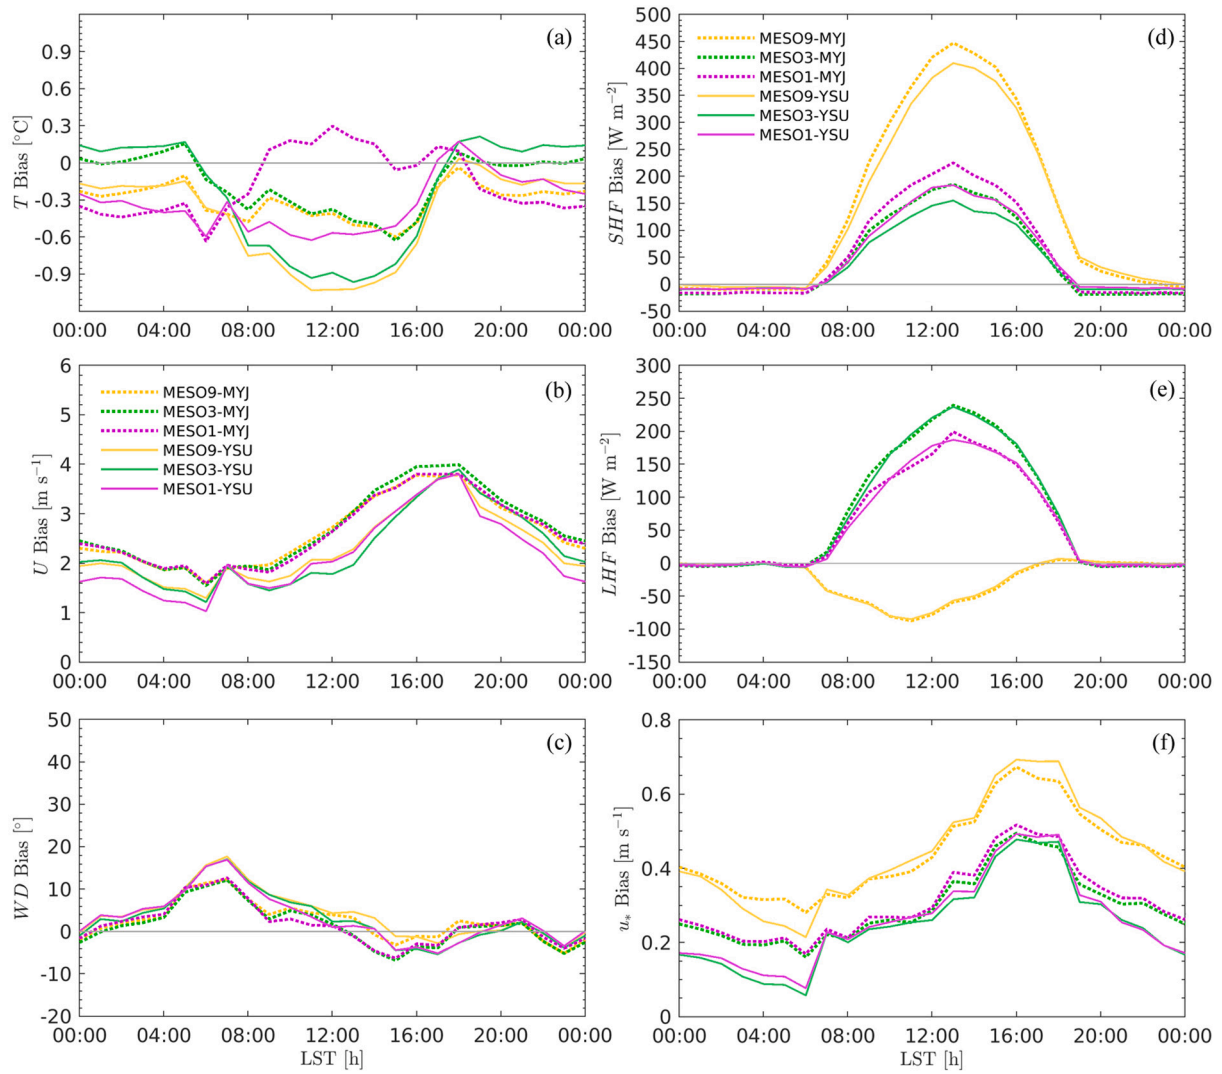 (a)
T Bias [°C]
0.9
0.3
0
-0.3
-0.6
-0.9
00:00 04:00 08:00 12:00 16:00 20:00 00:00
(d)
SHF Bias [W m−2]
500
450
400
350
300
250
200
150
100
50
0
-50
MESO9-MYJ
MESO3-MYJ
MESO1-MYJ
MESO9-YSU
MESO3-YSU
MESO1-YSU
00:00 04:00 08:00 12:00 16:00 20:00 00:00
(b)
U Bias [m s−1]
6
5
4
3
2
1
0
MESO9-MYJ
MESO3-MYJ
MESO1-MYJ
MESO9-YSU
MESO3-YSU
MESO1-YSU
00:00 04:00 08:00 12:00 16:00 20:00 00:00
(e)
LHF Bias [W m−2]
300
250
200
150
100
50
0
-50
-100
-150
00:00 04:00 08:00 12:00 16:00 20:00 00:00
(c)
WD Bias [°]
50
40
30
20
10
0
-10
-20
00:00 04:00 08:00 12:00 16:00 20:00 00:00
LST [h]
(f)
u* Bias [m s−1]
0.8
0.6
0.4
0.2
0
00:00 04:00 08:00 12:00 16:00 20:00 00:00
LST [h]